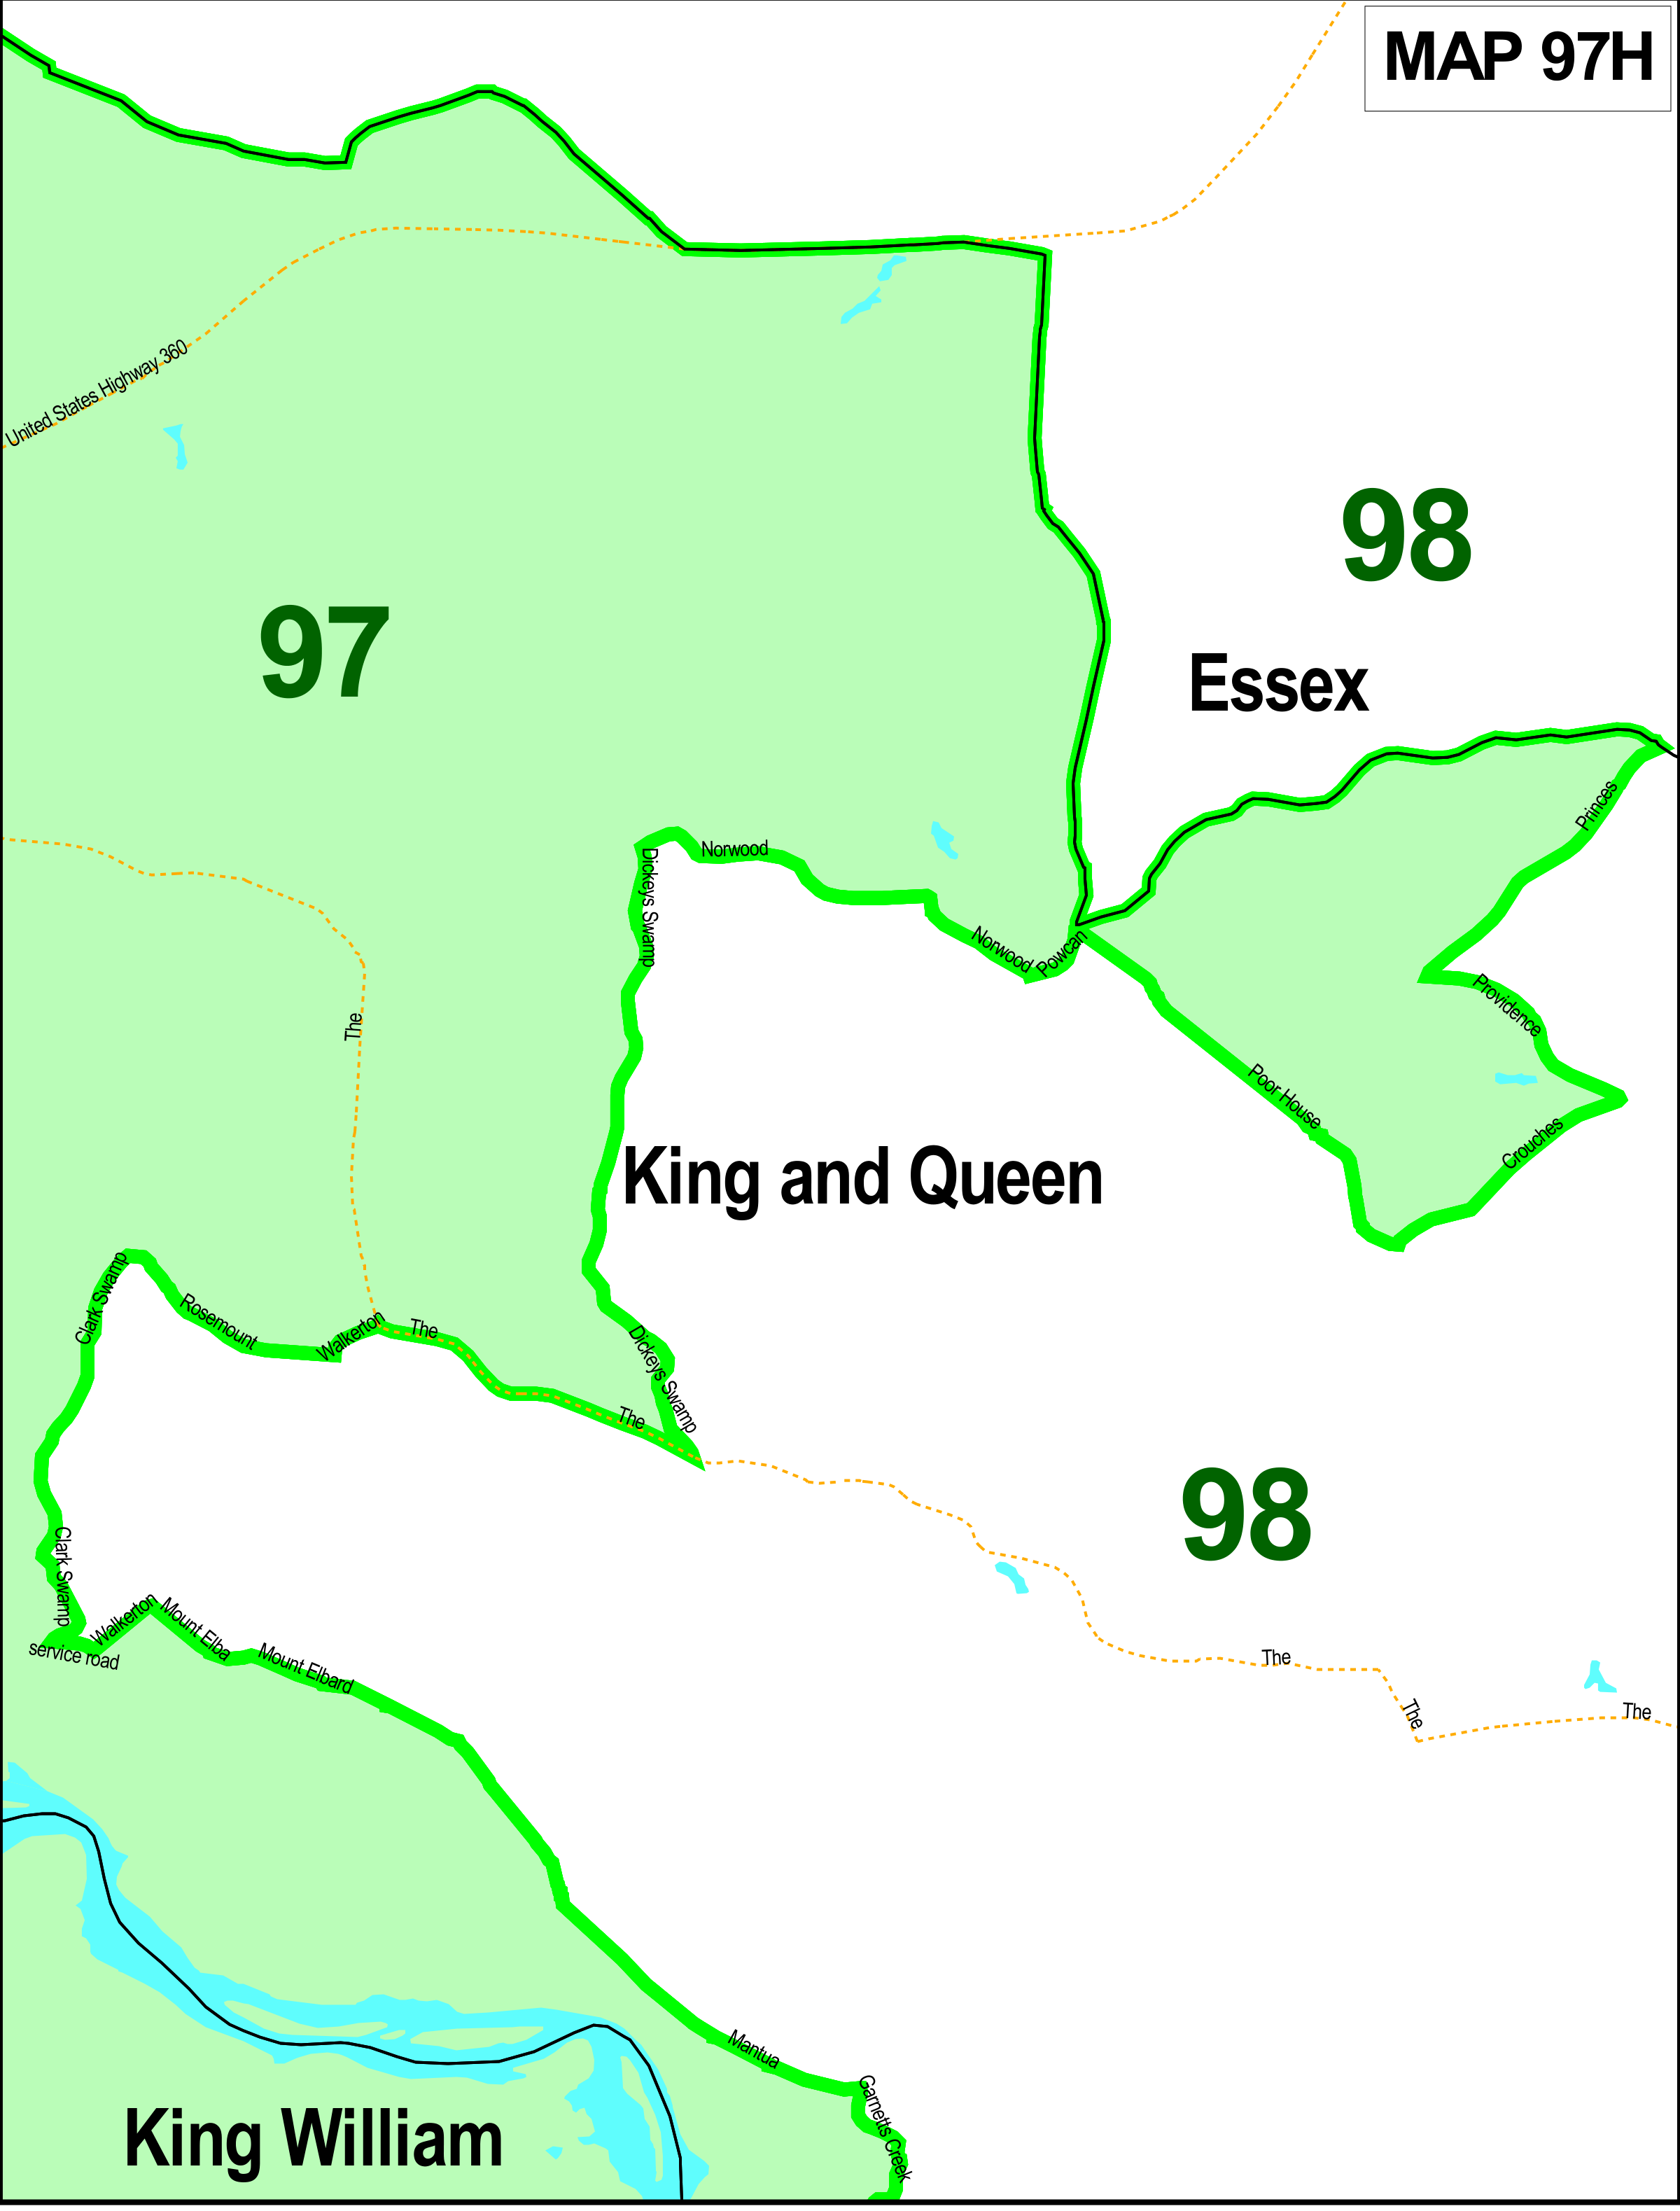 MAP 97H
United States Highway 360
98
97
Essex
Princes
Dickeys Swamp
Norwood
Norwood
Powcan
Providence
The
Poor House
Crouches
King and Queen
Clark Swamp
Rosemount
Walkerton
The
Dickeys Swamp
The
98
Clark Swamp
Walkerton
Mount Elba
service road
Mount Elbard
The
The
The
Mantua
Garnetts Creek
King William